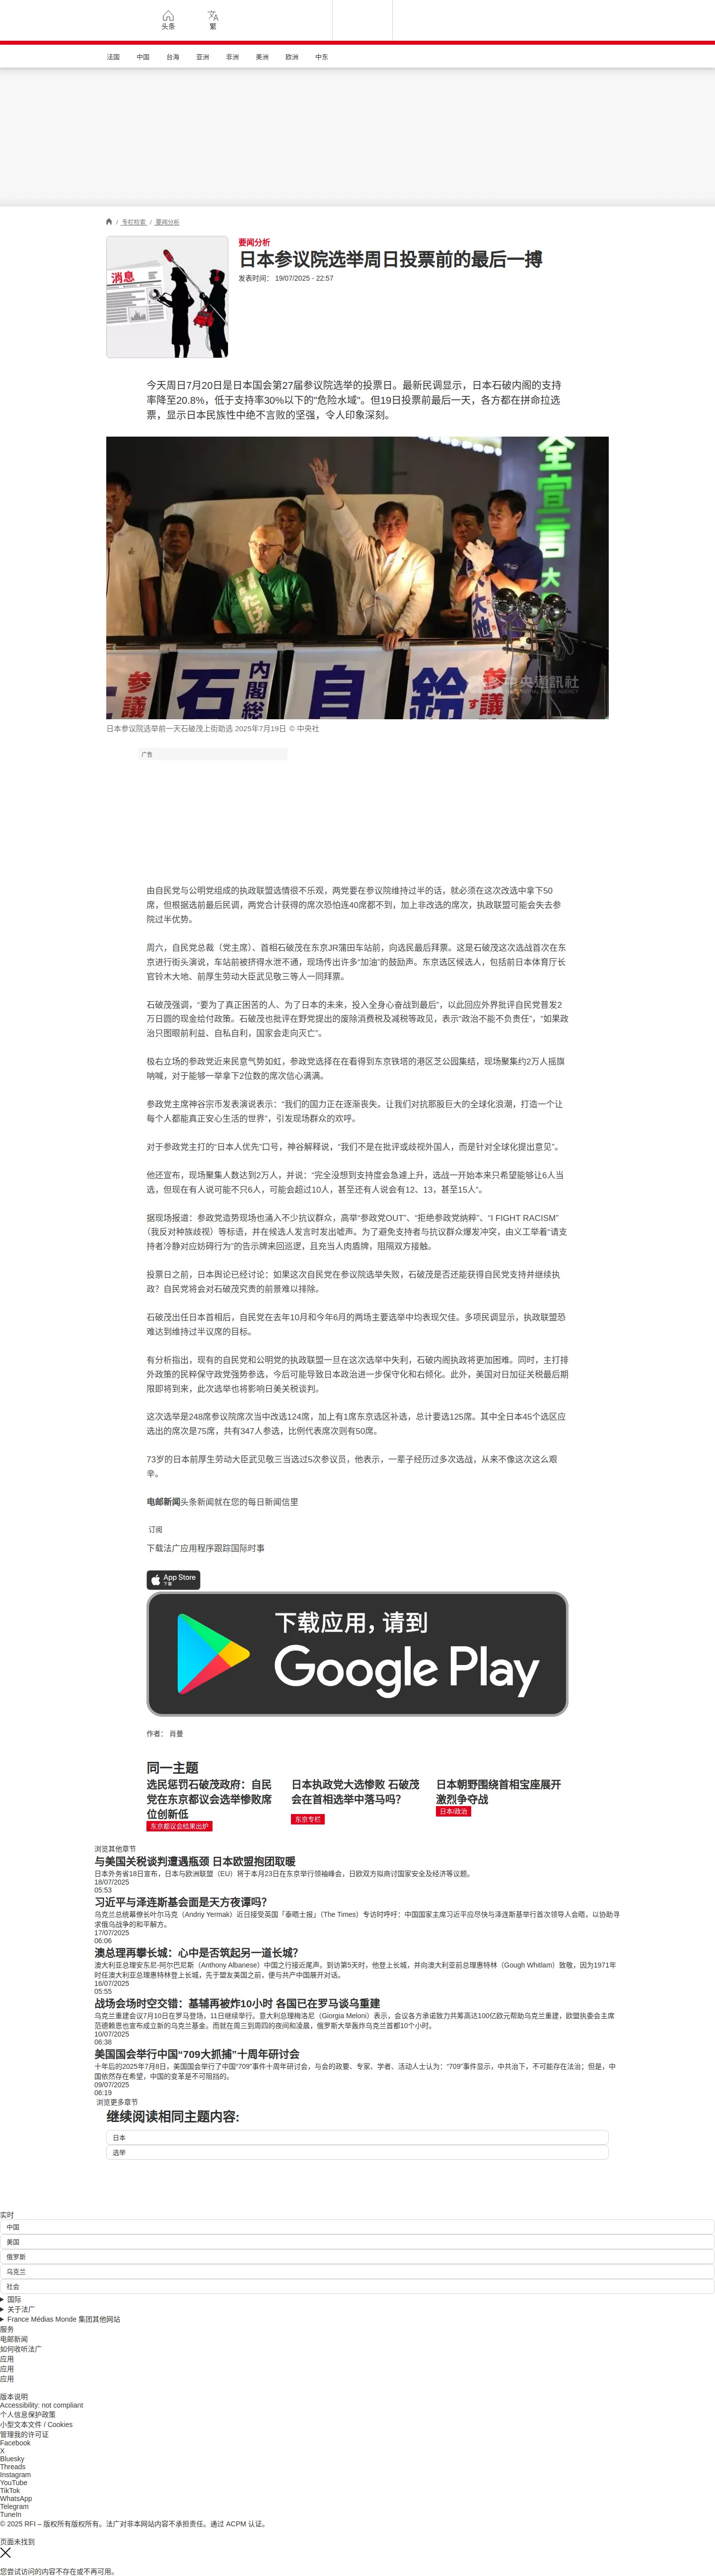 头条
繁
法国
中国
台海
亚洲
非洲
美洲
欧洲
中东
/ 专栏检索 / 要闻分析
消息
要闻分析
日本参议院选举周日投票前的最后一搏
发表时间： 19/07/2025 - 22:57
今天周日7月20日是日本国会第27届参议院选举的投票日。最新民调显示，日本石破内阁的支持
率降至20.8%，低于支持率30%以下的"危险水域"。但19日投票前最后一天，各方都在拼命拉选
票，显示日本民族性中绝不言败的坚强，令人印象深刻。
全宣言
大
石
内閣総
自
鈴
中央通訊社
日本参议院选举前一天石破茂上街助选 2025年7月19日 © 中央社
广告
由自民党与公明党组成的执政联盟选情很不乐观，两党要在参议院维持过半的话，就必须在这次改选中拿下50
席，但根据选前最后民调，两党合计获得的席次恐怕连40席都不到，加上非改选的席次，执政联盟可能会失去参
院过半优势。
周六，自民党总裁（党主席）、首相石破茂在东京JR蒲田车站前，向选民最后拜票。这是石破茂这次选战首次在东
京进行街头演说，车站前被挤得水泄不通，现场传出许多“加油”的鼓励声。东京选区候选人，包括前日本体育厅长
官铃木大地、前厚生劳动大臣武见敬三等人一同拜票。
石破茂强调，“要为了真正困苦的人、为了日本的未来，投入全身心奋战到最后”，以此回应外界批评自民党普发2
万日圆的现金给付政策。石破茂也批评在野党提出的废除消费税及减税等政见，表示“政治不能不负责任”，“如果政
治只图眼前利益、自私自利，国家会走向灭亡”。
极右立场的参政党近来民意气势如虹，参政党选择在在看得到东京铁塔的港区芝公园集结，现场聚集约2万人摇旗
呐喊，对于能够一举拿下2位数的席次信心满满。
参政党主席神谷宗币发表演说表示：“我们的国力正在逐渐丧失。让我们对抗那股巨大的全球化浪潮，打造一个让
每个人都能真正安心生活的世界”，引发现场群众的欢呼。
对于参政党主打的“日本人优先”口号，神谷解释说，“我们不是在批评或歧视外国人，而是针对全球化提出意见”。
他还宣布，现场聚集人数达到2万人，并说：“完全没想到支持度会急遽上升，选战一开始本来只希望能够让6人当
选，但现在有人说可能不只6人，可能会超过10人，甚至还有人说会有12、13，甚至15人”。
据现场报道：参政党造势现场也涌入不少抗议群众，高举“参政党OUT”、“拒绝参政党纳粹”、“I FIGHT RACISM”
（我反对种族歧视）等标语，并在候选人发言时发出嘘声。为了避免支持者与抗议群众爆发冲突，由义工举着“请支
持者冷静对应妨碍行为”的告示牌来回巡逻，且充当人肉盾牌，阻隔双方接触。
投票日之前，日本舆论已经讨论：如果这次自民党在参议院选举失败，石破茂是否还能获得自民党支持并继续执
政？自民党将会对石破茂究责的前景难以排除。
石破茂出任日本首相后，自民党在去年10月和今年6月的两场主要选举中均表现欠佳。多项民调显示，执政联盟恐
难达到维持过半议席的目标。
有分析指出，现有的自民党和公明党的执政联盟一旦在这次选举中失利，石破内阁执政将更加困难。同时，主打排
外政策的民粹保守政党强势参选，今后可能导致日本政治进一步保守化和右倾化。此外，美国对日加征关税最后期
限即将到来，此次选举也将影响日美关税谈判。
这次选举是248席参议院席次当中改选124席，加上有1席东京选区补选，总计要选125席。其中全日本45个选区应
选出的席次是75席，共有347人参选，比例代表席次则有50席。
73岁的日本前厚生劳动大臣武见敬三当选过5次参议员，他表示，一辈子经历过多次选战，从来不像这次这么艰
辛。
电邮新闻头条新闻就在您的每日新闻信里
订阅
下载法广应用程序跟踪国际时事
App Store
下载
下载应用，请到
Google Play
作者： 肖曼
同一主题
选民惩罚石破茂政府：自民
党在东京都议会选举惨败席
位创新低
东京都议会结果出炉
日本执政党大选惨败 石破茂
会在首相选举中落马吗？
东京专栏
日本朝野围绕首相宝座展开
激烈争夺战
日本/政治
浏览其他章节
与美国关税谈判遭遇瓶颈 日本欧盟抱团取暖
日本外务省18日宣布，日本与欧洲联盟（EU）将于本月23日在东京举行领袖峰会，日欧双方拟商讨国家安全及经济等议题。
18/07/2025
05:53
习近平与泽连斯基会面是天方夜谭吗？
乌克兰总统幕僚长叶尔马克（Andriy Yermak）近日接受英国「泰晤士报」（The Times）专访时呼吁：中国国家主席习近平应尽快与泽连斯基举行首次领导人会晤，以协助寻
求俄乌战争的和平解方。
17/07/2025
06:06
澳总理再攀长城：心中是否筑起另一道长城？
澳大利亚总理安东尼-阿尔巴尼斯（Anthony Albanese）中国之行接近尾声。到访第5天时，他登上长城，并向澳大利亚前总理惠特林（Gough Whitlam）致敬，因为1971年
时任澳大利亚总理惠特林登上长城，先于盟友美国之前，便与共产中国展开对话。
16/07/2025
05:55
战场会场时空交错：基辅再被炸10小时 各国已在罗马谈乌重建
乌克兰重建会议7月10日在罗马登场，11日继续举行。意大利总理梅洛尼（Giorgia Meloni）表示，会议各方承诺致力共筹高达100亿欧元帮助乌克兰重建，欧盟执委会主席
范德赖恩也宣布成立新的乌克兰基金。而就在周三到周四的夜间和凌晨，俄罗斯大举轰炸乌克兰首都10个小时。
10/07/2025
06:38
美国国会举行中国“709大抓捕”十周年研讨会
十年后的2025年7月8日，美国国会举行了中国“709”事件十周年研讨会，与会的政要、专家、学者、活动人士认为：“709”事件显示，中共治下，不可能存在法治；但是，中
国依然存在希望，中国的变革是不可阻挡的。
09/07/2025
06:19
浏览更多章节
继续阅读相同主题内容:
日本
选举
实时
中国
美国
俄罗斯
乌克兰
社会
国际
关于法广
France Médias Monde 集团其他网站
服务
电邮新闻
如何收听法广
应用
应用
应用
版本说明
Accessibility: not compliant
个人信息保护政策
小型文本文件 / Cookies
管理我的许可证
Facebook
X
Bluesky
Threads
Instagram
YouTube
TikTok
WhatsApp
Telegram
TuneIn
© 2025 RFI – 版权所有版权所有。法广对非本网站内容不承担责任。通过 ACPM 认证。
页面未找到
您尝试访问的内容不存在或不再可用。